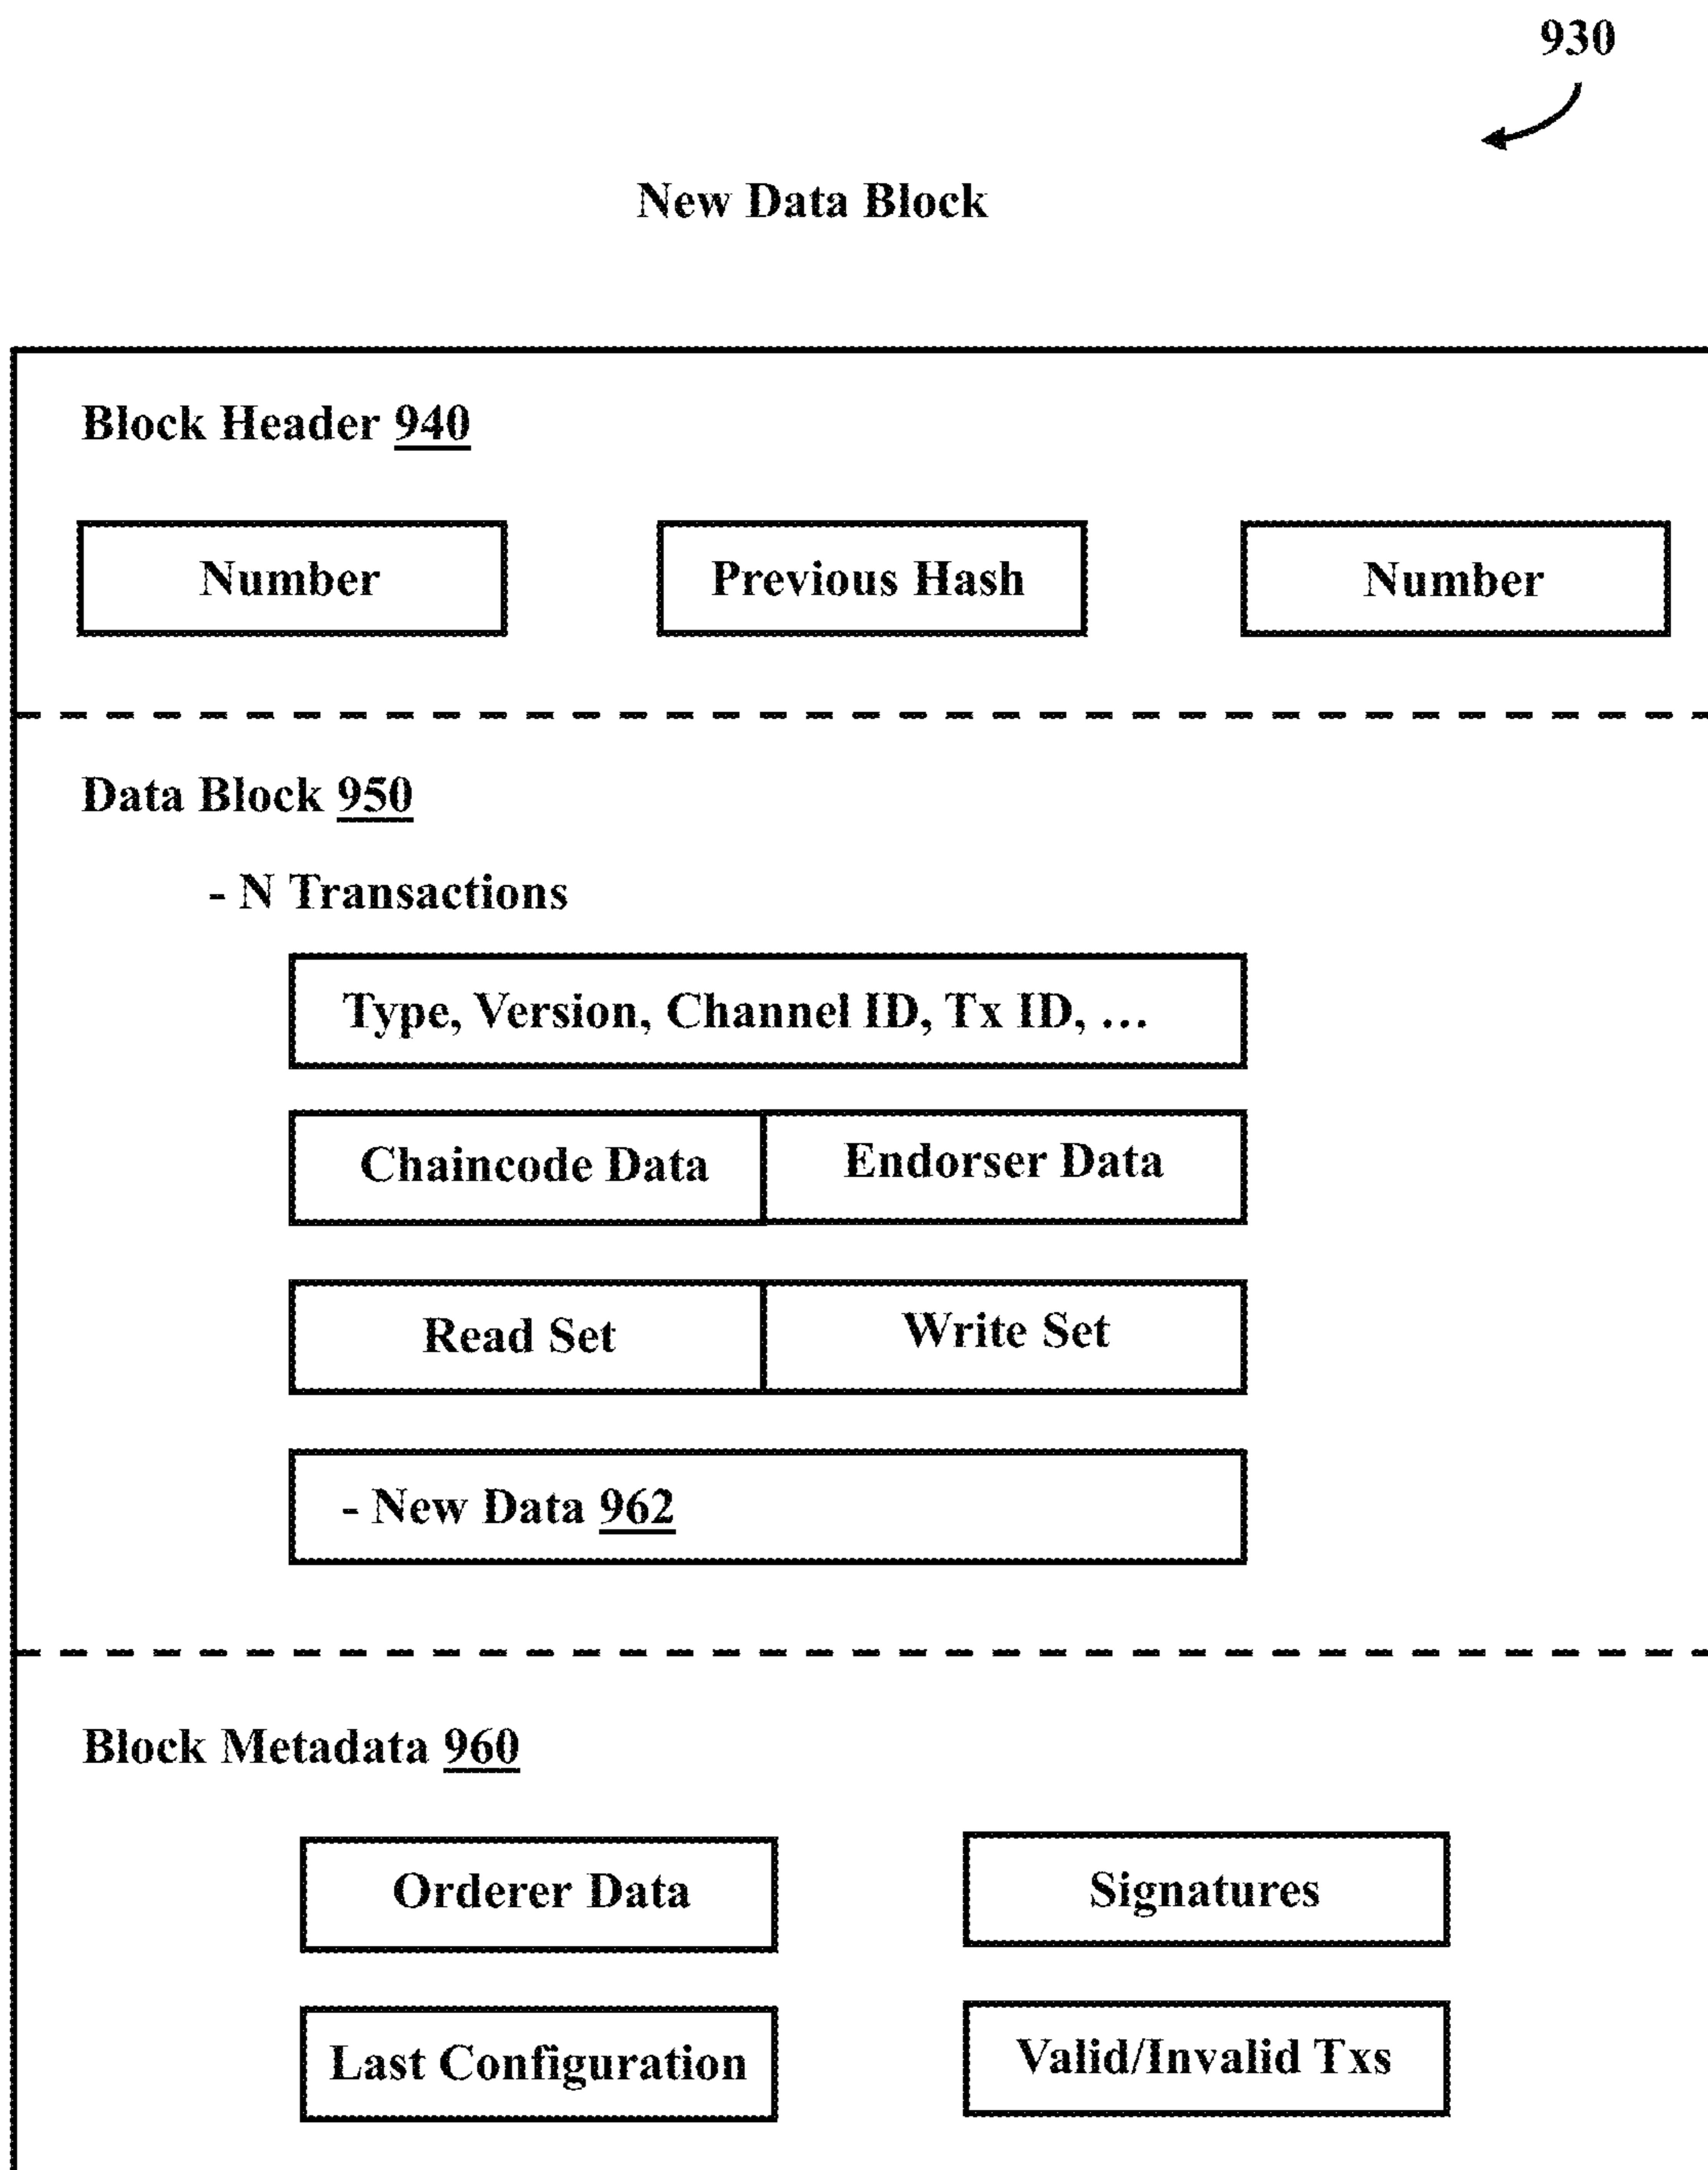 930
New Data Block
Block Header 940
Number Previous Hash Number
Data Block 950
- N Transactions
Type, Version, Channel ID, Tx ID, ...
Chaincode Data Endorser Data
Read Set Write Set
- New Data 962
Block Metadata 960
Orderer Data Signatures
Last Configuration Valid/Invalid Txs